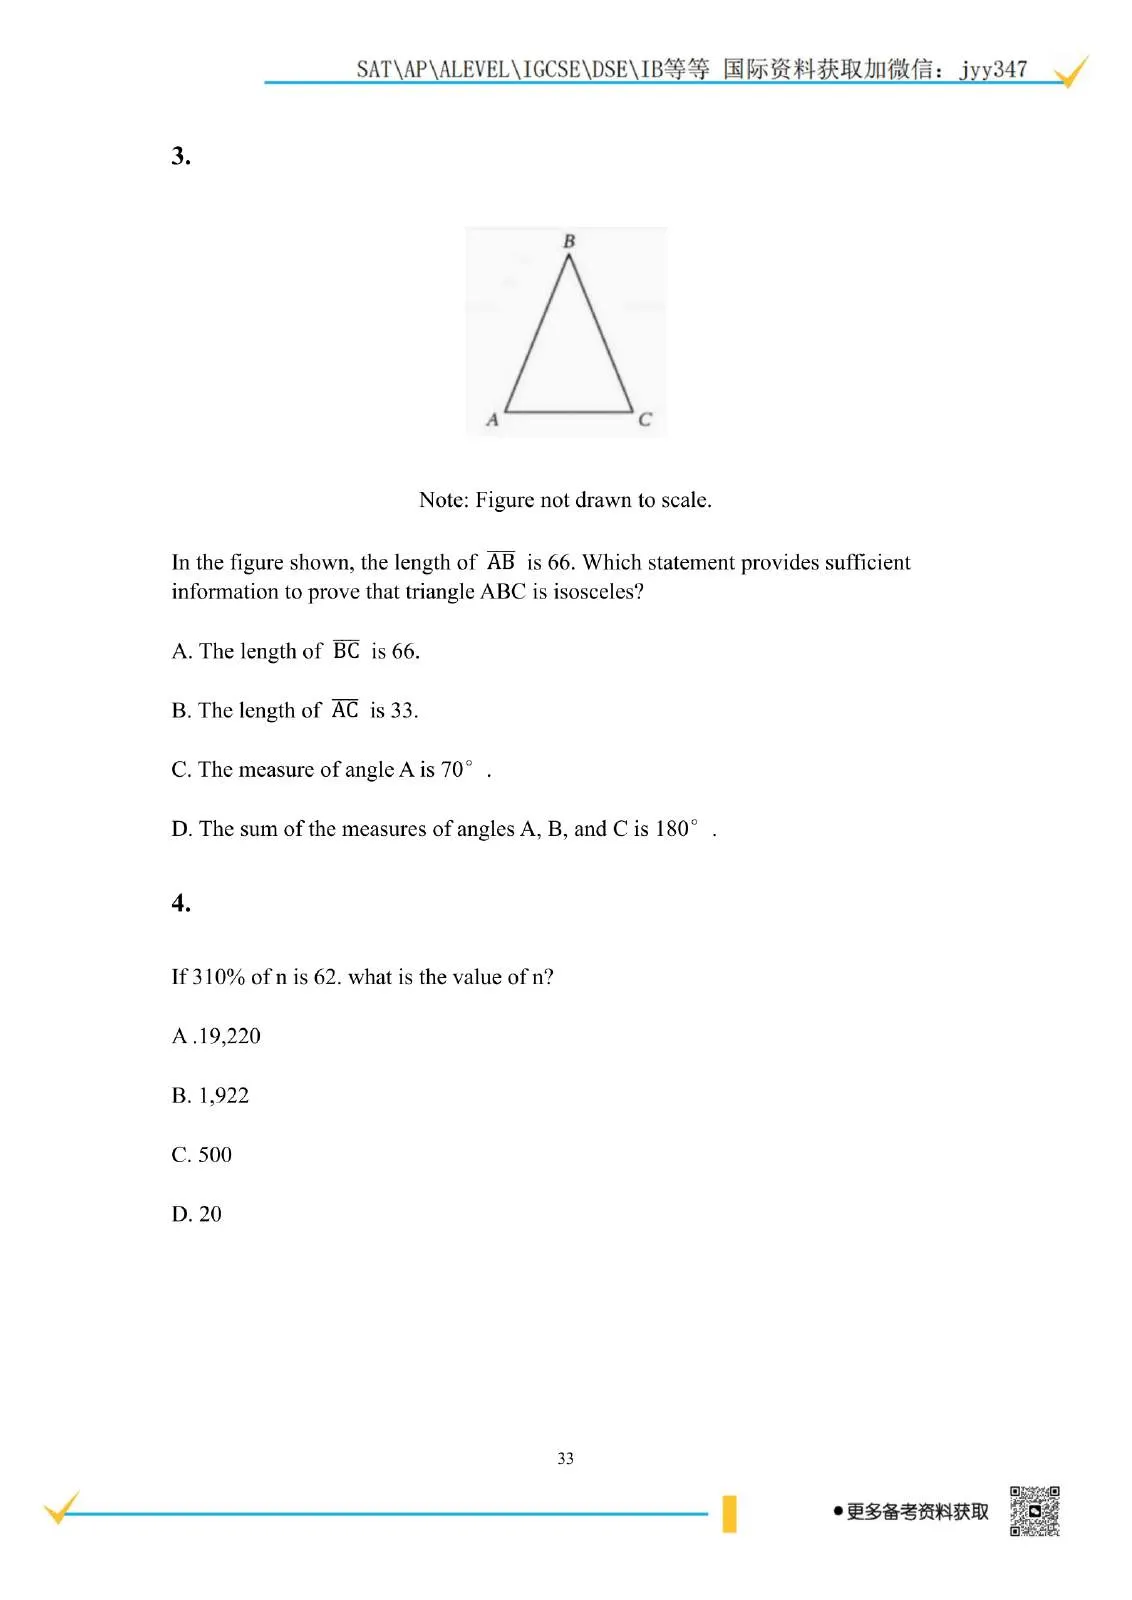 SAT\AP\ALEVEL\IGCSE\DSE\IB等等 国际资料获取加微信：jyy347
3.
B
A
C
Note: Figure not drawn to scale.
In the figure shown, the length of AB is 66. Which statement provides sufficient
information to prove that triangle ABC is isosceles?
A. The length of BC is 66.
B. The length of AC is 33.
C. The measure of angle A is 70° .
D. The sum of the measures of angles A, B, and C is 180° .
4.
If 310% of n is 62. what is the value of n?
A .19,220
B. 1,922
C. 500
D. 20
33
●更多备考资料获取